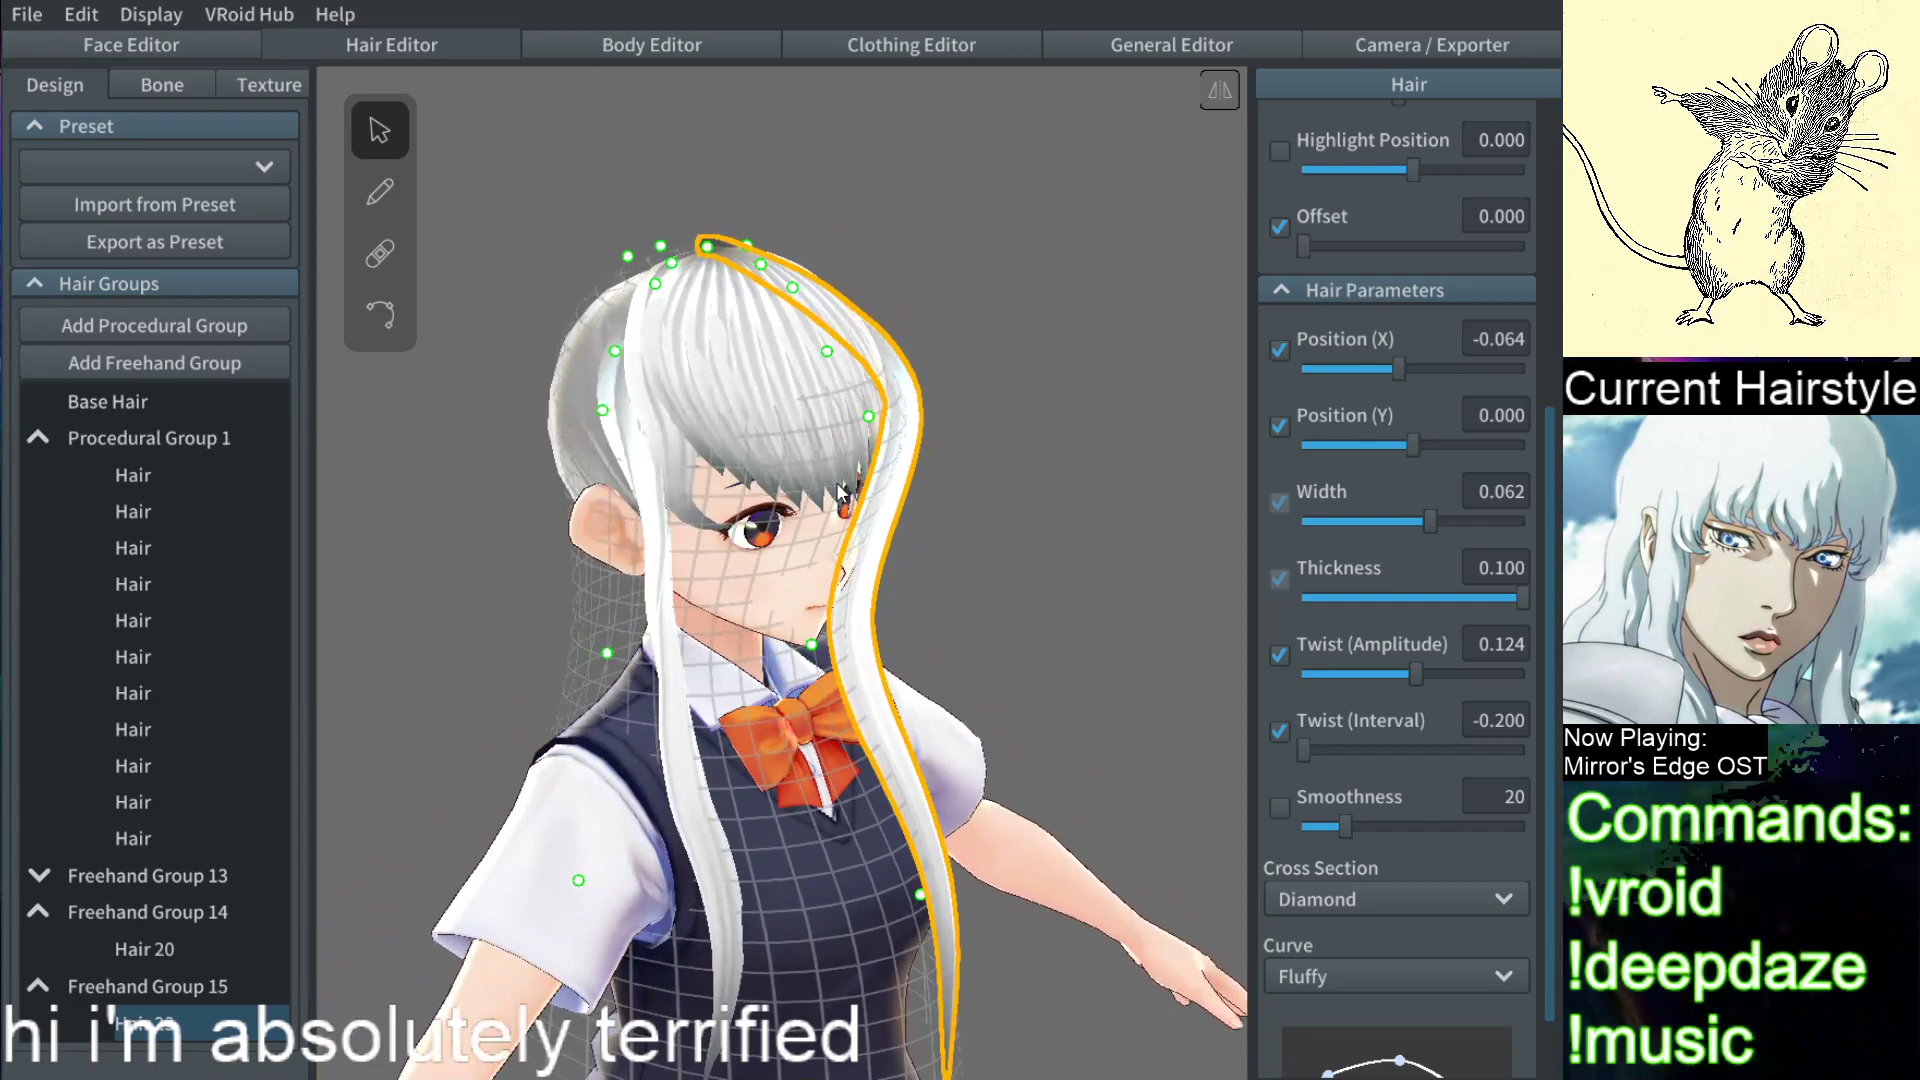 File Edit Display VRoid Hub Help
Face Editor Hair Editor Body Editor Clothing Editor General Editor Camera / Exporter
Design Bone Texture
Preset
Import from Preset
Export as Preset
Hair Groups
Add Procedural Group
Add Freehand Group
Base Hair
Procedural Group 1
Hair
Hair
Hair
Hair
Hair
Hair
Hair
Hair
Hair
Hair
Hair
Freehand Group 13
Freehand Group 14
Hair 20
Freehand Group 15
hi i'm absolutely terrified
Hair
Highlight Position 0.000
Offset 0.000
Hair Parameters
Position (X) -0.064
Position (Y) 0.000
Width 0.062
Thickness 0.100
Twist (Amplitude) 0.124
Twist (Interval) -0.200
Smoothness 20
Cross Section
Diamond
Curve
Fluffy
Current Hairstyle
Now Playing:
Mirror's Edge OST
Commands:
!vroid
!deepdaze
!music